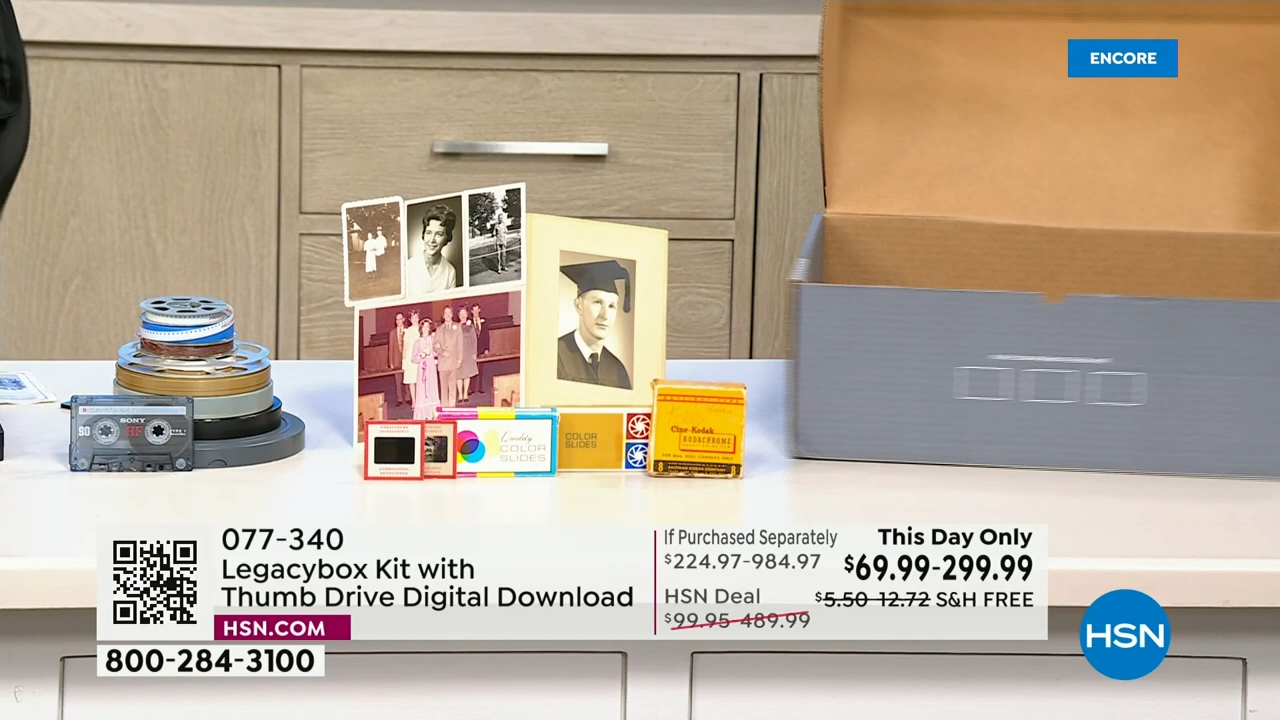 ENCORE
SONY
90
Quality
COLOR
SLIDES
COLOR
SLIDES
Cine-Kodak
KODACHROME
077-340
Legacybox Kit with
Thumb Drive Digital Download
HSN.COM
800-284-3100
If Purchased Separately
$224.97-984.97
HSN Deal
$99.95-489.99
This Day Only
$69.99-299.99
$5.50-12.72 S&H FREE
HSN